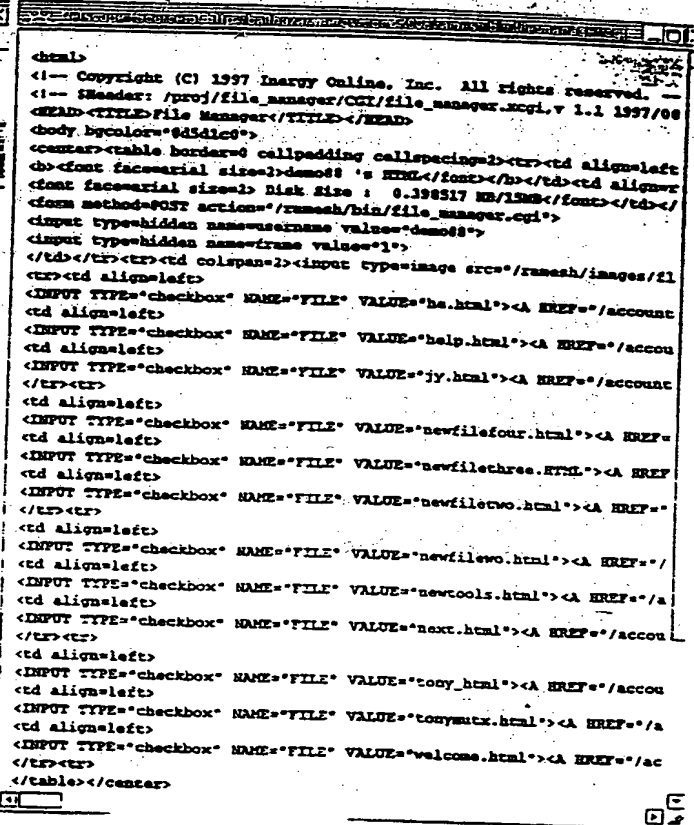 <html>
<!-- Copyright (C) 1997 Inergy Online, Inc. All rights reserved. --
<!-- $Header: /proj/file_manager/CGI/file_manager.xcgi,v 1.1 1997/08
<HEAD><TITLE>File Manager</TITLE></HEAD>
<body bgcolor="#d5d1c0">
<center><table border=0 cellpadding cellspacing=2><tr><td align=left
<b><font face=arial size=2>demo88 's HTML</font></b></td><td align=r
<font face=arial size=2> Disk Size : 0.398517 MB/15MB</font></td></
<form method=POST action="/ramesh/bin/file_manager.cgi">
<input type=hidden name=username value="demo88">
<input type=hidden name=frame value="1">
</td></tr><tr><td colspan=2><input type=image src="/ramesh/images/fl
<tr><td align=left>
<INPUT TYPE="checkbox" NAME="FILE" VALUE="ha.html"><A HREF="/account
<td align=left>
<INPUT TYPE="checkbox" NAME="FILE" VALUE="help.html"><A HREF="/accou
<td align=left>
<INPUT TYPE="checkbox" NAME="FILE" VALUE="jy.html"><A HREF="/account
</tr><tr>
<td align=left>
<INPUT TYPE="checkbox" NAME="FILE" VALUE="newfilefour.html"><A HREF=
<td align=left>
<INPUT TYPE="checkbox" NAME="FILE" VALUE="newfilethree.HTML"><A HREF
<td align=left>
<INPUT TYPE="checkbox" NAME="FILE" VALUE="newfiletwo.html"><A HREF="
</tr><tr>
<td align=left>
<INPUT TYPE="checkbox" NAME="FILE" VALUE="newfilewo.html"><A HREF="/
<td align=left>
<INPUT TYPE="checkbox" NAME="FILE" VALUE="newtools.html"><A HREF="/a
<td align=left>
<INPUT TYPE="checkbox" NAME="FILE" VALUE="next.html"><A HREF="/accou
</tr><tr>
<td align=left>
<INPUT TYPE="checkbox" NAME="FILE" VALUE="tony_html"><A HREF="/accou
<td align=left>
<INPUT TYPE="checkbox" NAME="FILE" VALUE="tonymutx.html"><A HREF="/a
<td align=left>
<INPUT TYPE="checkbox" NAME="FILE" VALUE="welcome.html"><A HREF="/ac
</tr><tr>
</table></center>